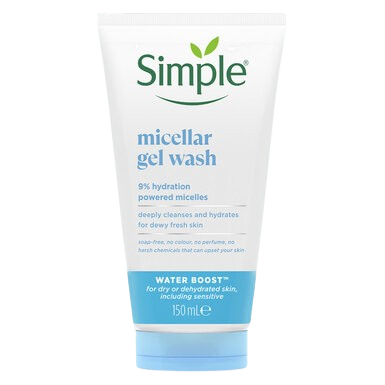 Simple®
micellar
gel wash
9% hydration
powered micelles
deeply cleanses and hydrates
for dewy fresh skin
soap-free, no colour, no perfume, no
harsh chemicals that can upset your skin
WATER BOOST™
for dry or dehydrated skin,
including sensitive
150 mL℮